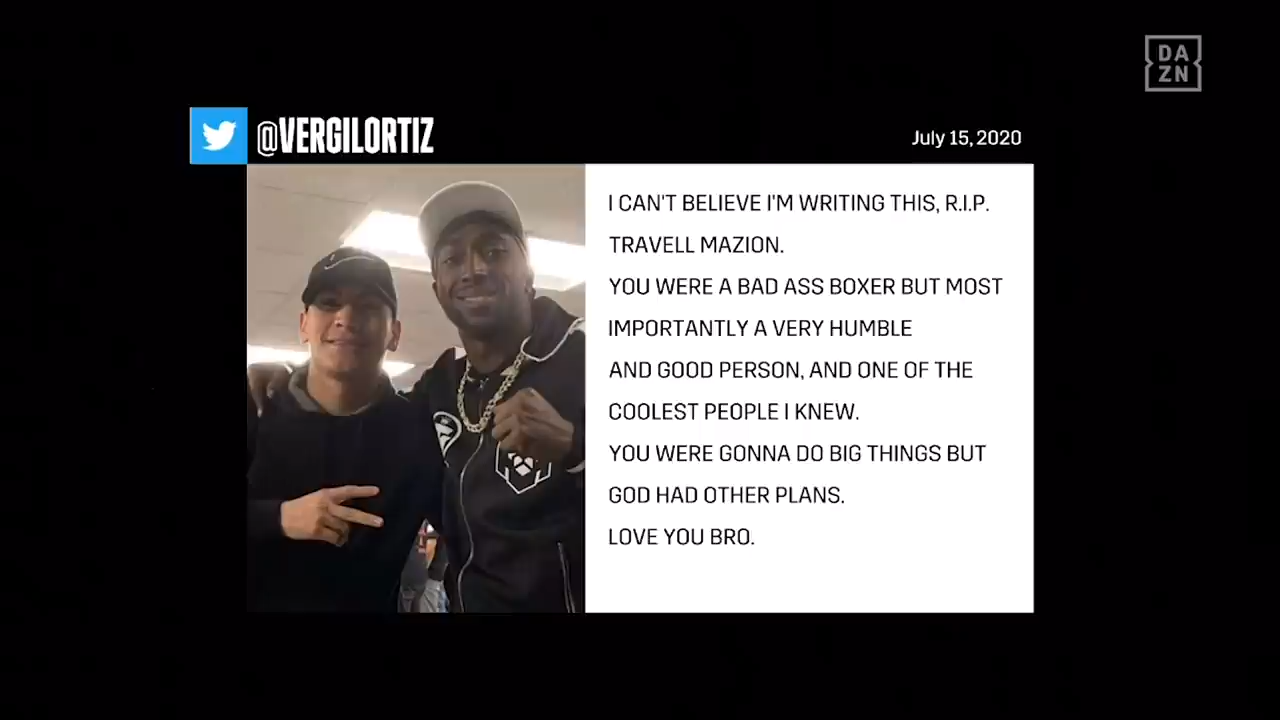 DA
ZN
@VERGILORTIZ
July 15, 2020
I CAN'T BELIEVE I'M WRITING THIS, R.I.P.
TRAVELL MAZION.
YOU WERE A BAD ASS BOXER BUT MOST
IMPORTANTLY A VERY HUMBLE
AND GOOD PERSON, AND ONE OF THE
COOLEST PEOPLE I KNEW.
YOU WERE GONNA DO BIG THINGS BUT
GOD HAD OTHER PLANS.
LOVE YOU BRO.